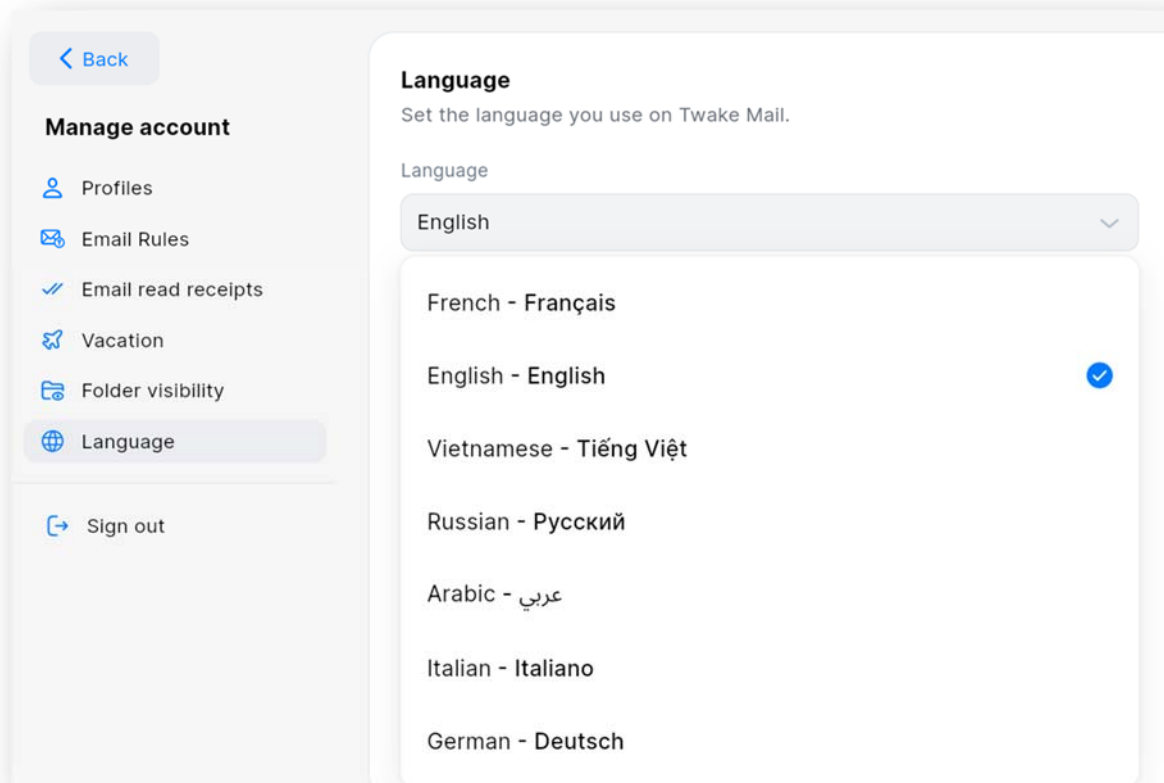 Back
Manage account
Profiles
Email Rules
Email read receipts
Vacation
Folder visibility
Language
Sign out
Language
Set the language you use on Twake Mail.
Language
English
French - Français
English - English
Vietnamese - Tiếng Việt
Russian - Русский
Arabic - عربي
Italian - Italiano
German - Deutsch